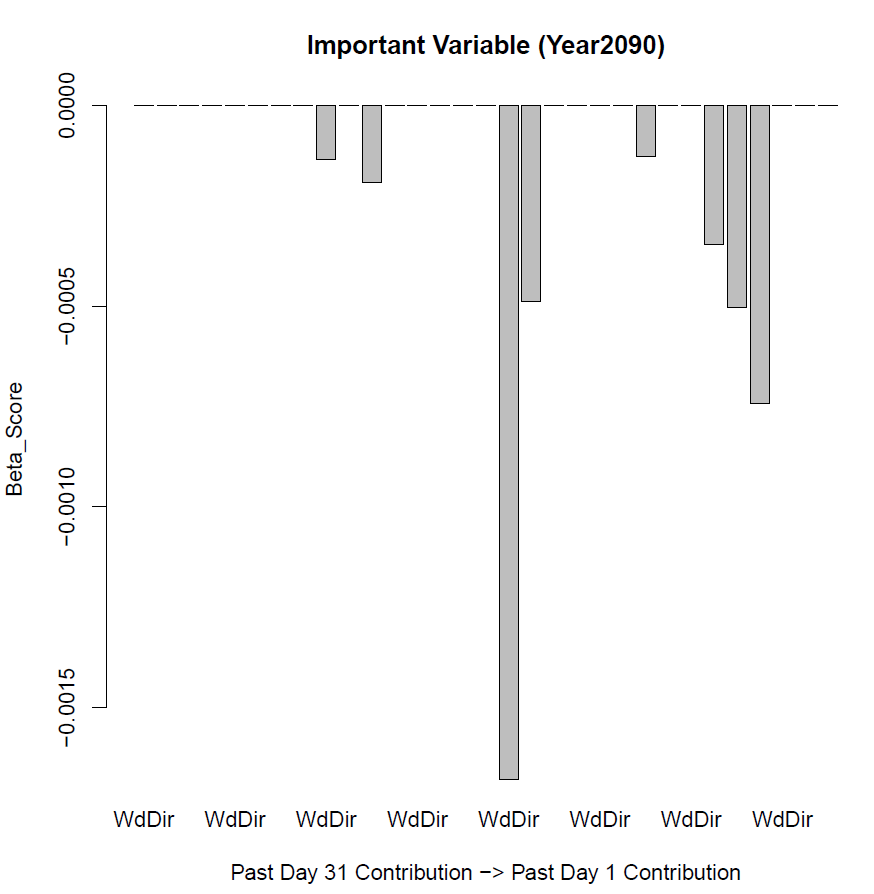 Important Variable (Year2090)
Beta_Score
0.0000
−0.0005
−0.0010
−0.0015
WdDir WdDir WdDir WdDir WdDir WdDir WdDir WdDir
Past Day 31 Contribution −> Past Day 1 Contribution